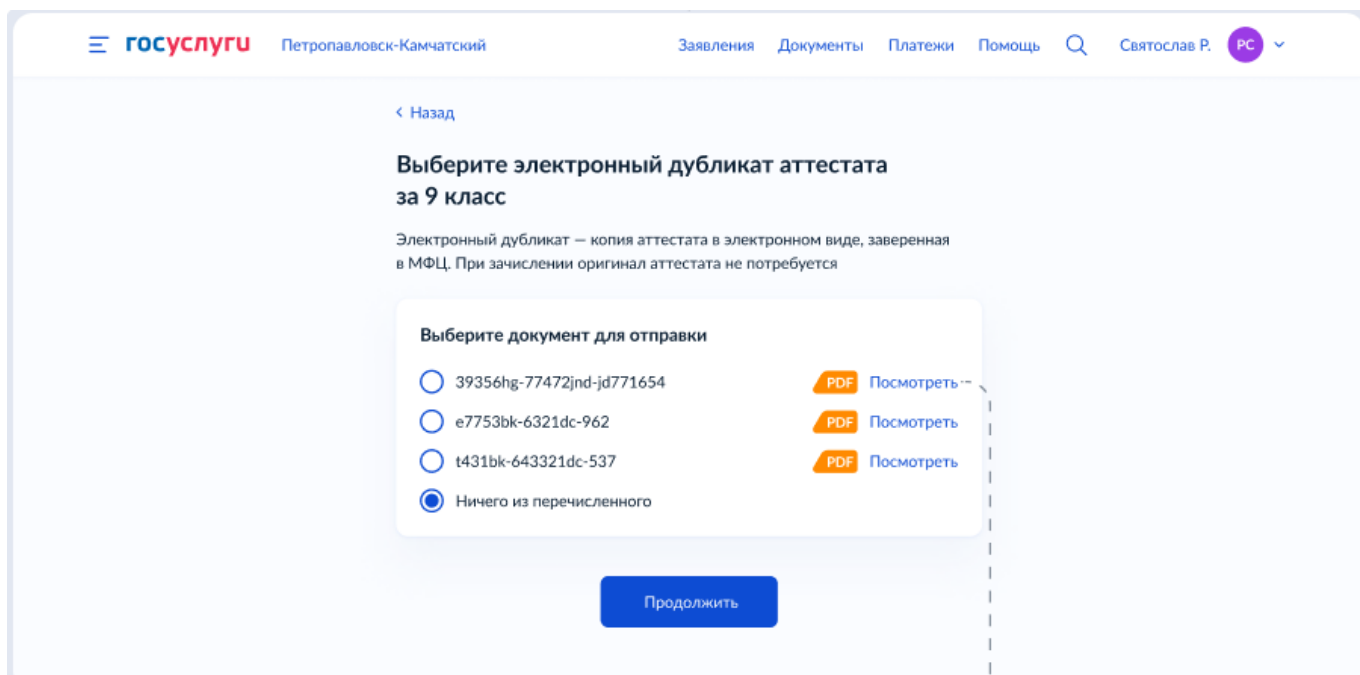 госуслуги Петропавловск-Камчатский Заявления Документы Платежи Помощь Святослав Р. РС
Назад
Выберите электронный дубликат аттестата
за 9 класс
Электронный дубликат — копия аттестата в электронном виде, заверенная
в МФЦ. При зачислении оригинал аттестата не потребуется
Выберите документ для отправки
39356hg-77472jnd-jd771654 PDF Посмотреть
e7753bk-6321dc-962 PDF Посмотреть
t431bk-643321dc-537 PDF Посмотреть
Ничего из перечисленного
Продолжить